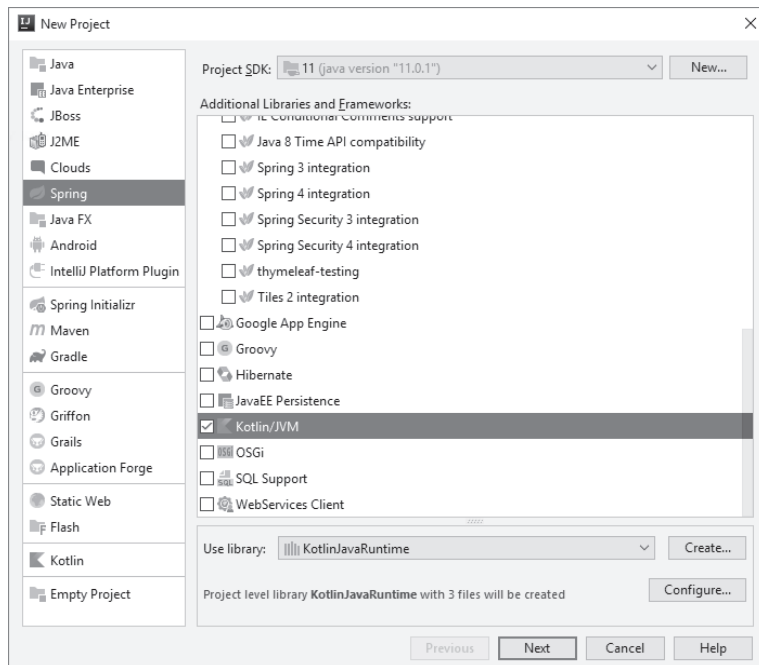 New Project
Java
Java Enterprise
JBoss
J2ME
Clouds
Spring
Java FX
Android
IntelliJ Platform Plugin
Spring Initializr
Maven
Gradle
Groovy
Griffon
Grails
Application Forge
Static Web
Flash
Kotlin
Empty Project
Project SDK: 11 (java version "11.0.1") New...
Additional Libraries and Frameworks:
IE Conditional Comments support
Java 8 Time API compatibility
Spring 3 integration
Spring 4 integration
Spring Security 3 integration
Spring Security 4 integration
thymeleaf-testing
Tiles 2 integration
Google App Engine
Groovy
Hibernate
JavaEE Persistence
Kotlin/JVM
OSGi
SQL Support
WebServices Client
Use library: KotlinJavaRuntime Create...
Project level library KotlinJavaRuntime with 3 files will be created Configure...
Previous Next Cancel Help